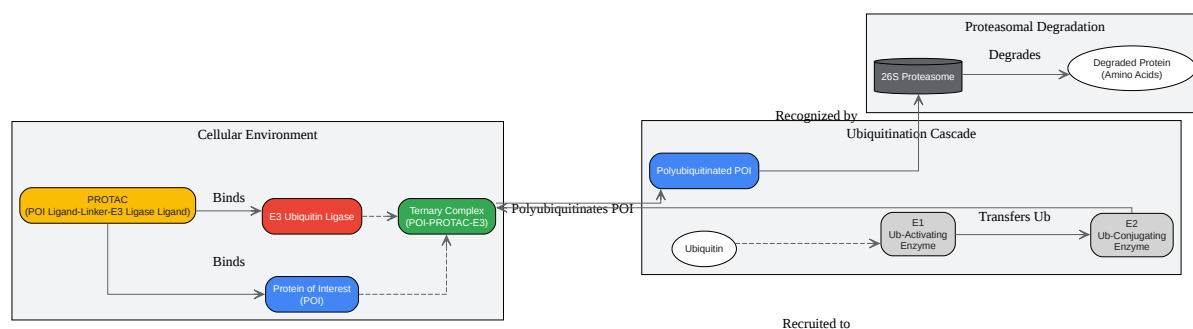 Proteasomal Degradation
26S Proteasome
Degrades
Degraded Protein
(Amino Acids)
Recognized by
Cellular Environment
PROTAC
(POI Ligand-Linker-E3 Ligase Ligand)
Binds
E3 Ubiquitin Ligase
Ternary Complex
(POI-PROTAC-E3)
Binds
Protein of Interest
(POI)
Polyubiquitinates POI
Ubiquitination Cascade
Polyubiquitinated POI
Ubiquitin
E1
Ub-Activating
Enzyme
Transfers Ub
E2
Ub-Conjugating
Enzyme
Recruited to